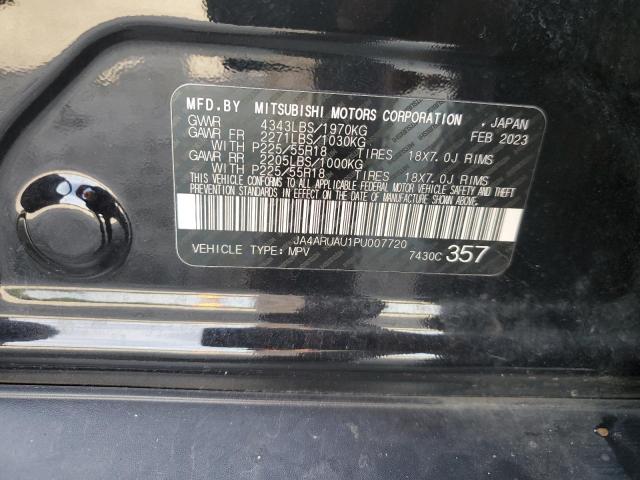 MFD.BY MITSUBISHI MOTORS CORPORATION . JAPAN
GVWR 4343LBS/1970KG FEB 2023
GAWR FR 2271LBS/1030KG
WITH P225/55R18 TIRES 18X7.0J RIMS
GAWR RR 2205LBS/1000KG
WITH P225/55R18 TIRES 18X7.0J RIMS
THIS VEHICLE CONFORMS TO ALL APPLICABLE FEDERAL MOTOR VEHICLE SAFETY AND THEFT
PREVENTION STANDARDS IN EFFECT ON THE DATE OF MANUFACTURE SHOWN ABOVE.
JA4ARUAU1PU007720
VEHICLE TYPE: MPV 7430C 357